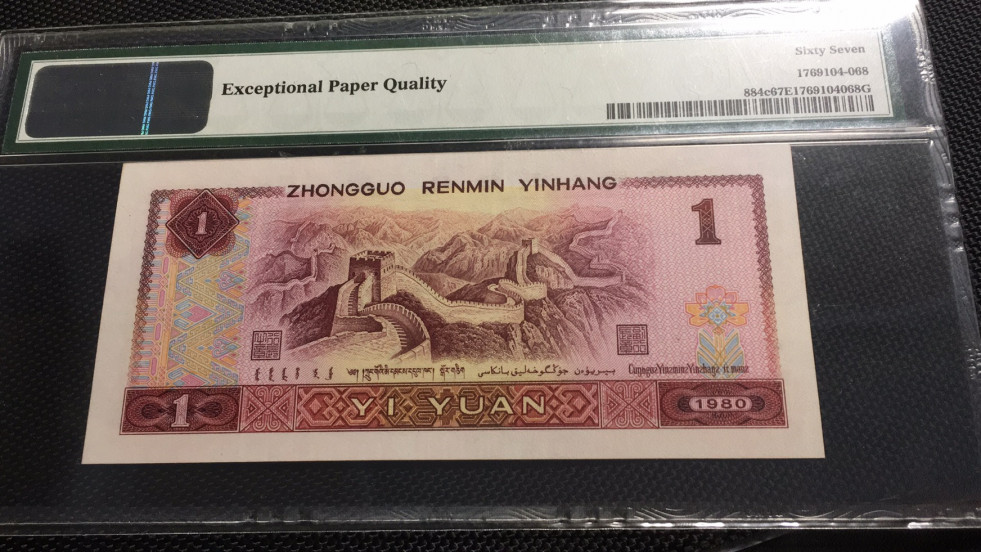 Sixty Seven
1769104-068
Exceptional Paper Quality
884c67E1769104068G
ZHONGGUO RENMIN YINHANG
1
1
YI YUAN
1
1980